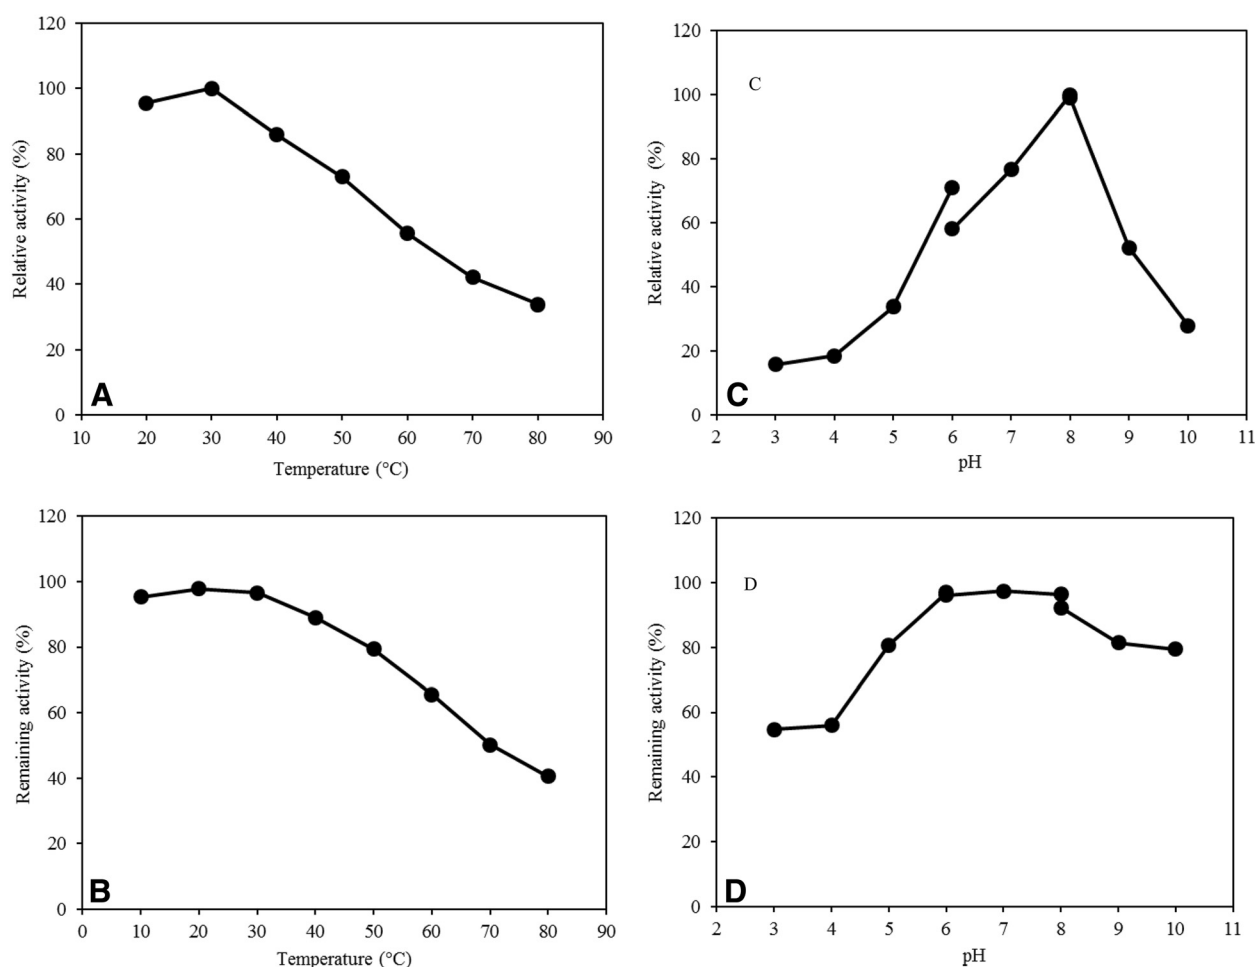 120
100
80
60
40
20
0
Relative activity (%)
A
10 20 30 40 50 60 70 80 90
Temperature (°C)
120
100
80
60
40
20
0
Relative activity (%)
C
C
2 3 4 5 6 7 8 9 10 11
pH
120
100
80
60
40
20
0
Remaining activity (%)
B
0 10 20 30 40 50 60 70 80 90
Temperature (°C)
120
100
80
60
40
20
0
Remaining activity (%)
D
D
2 3 4 5 6 7 8 9 10 11
pH